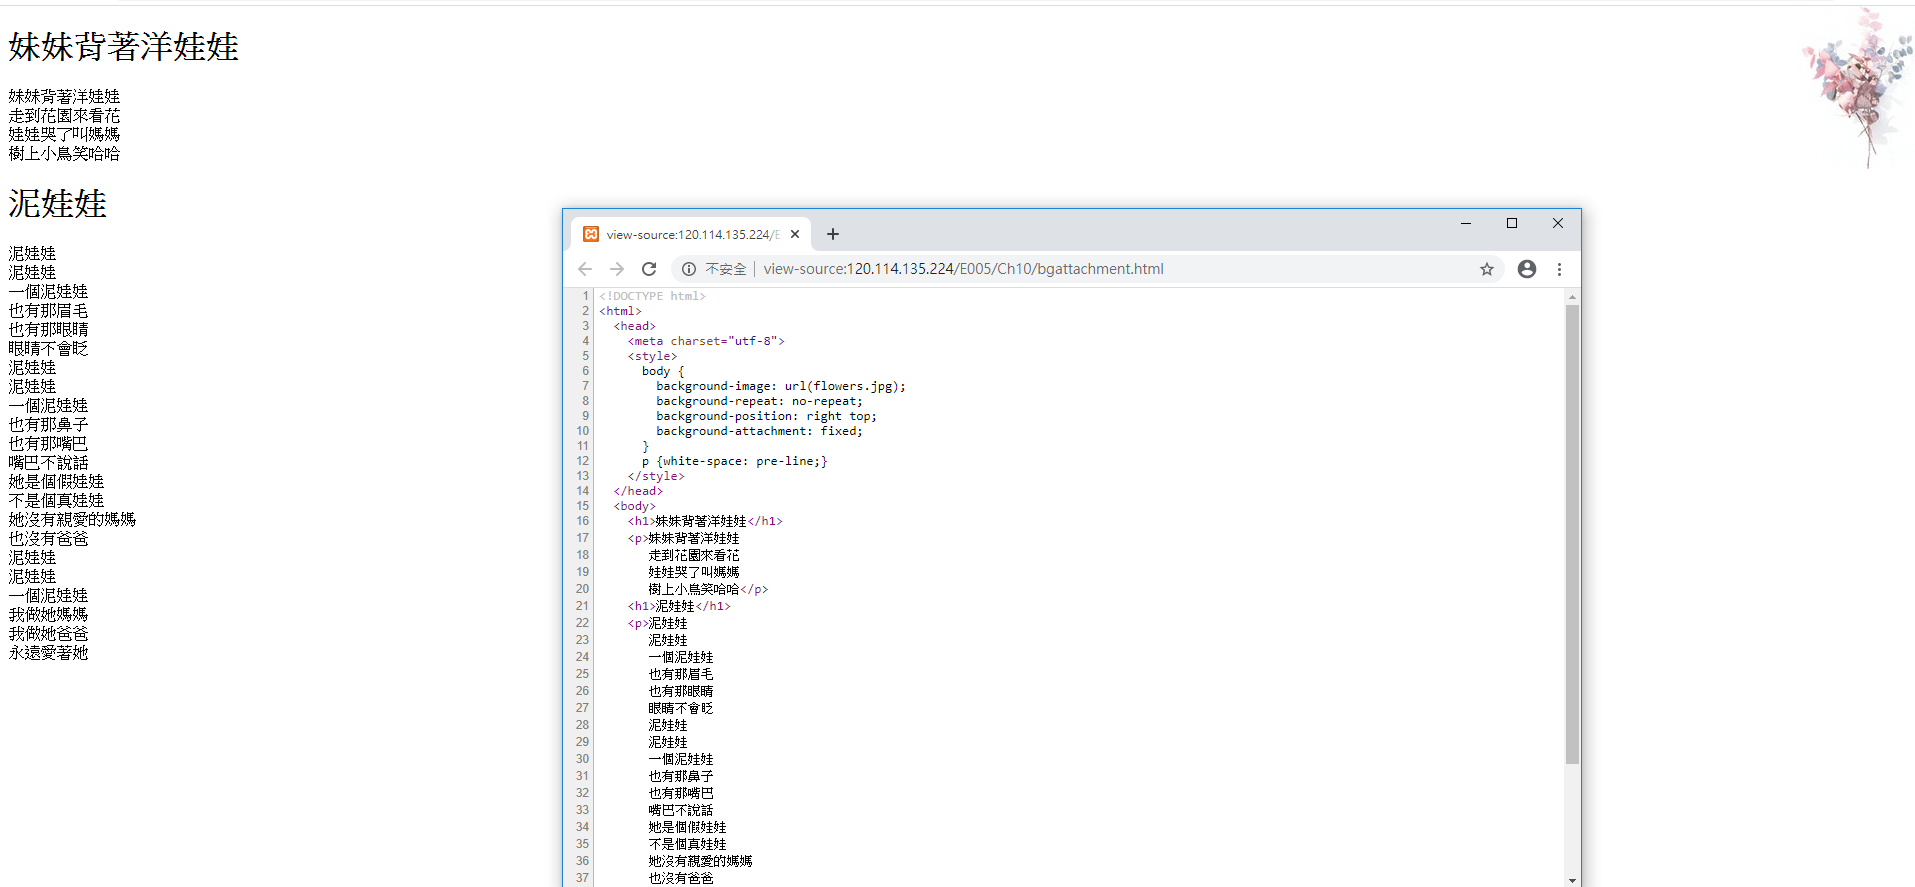 妹妹背著洋娃娃
妹妹背著洋娃娃
走到花園來看花
娃娃哭了叫媽媽
樹上小鳥笑哈哈
泥娃娃
泥娃娃
泥娃娃
一個泥娃娃
也有那眉毛
也有那眼睛
眼睛不會眨
泥娃娃
泥娃娃
一個泥娃娃
也有那鼻子
也有那嘴巴
嘴巴不說話
她是個假娃娃
不是個真娃娃
她沒有親愛的媽媽
也沒有爸爸
泥娃娃
泥娃娃
一個泥娃娃
我做她媽媽
我做她爸爸
永遠愛著她
view-source:120.114.135.224/E
不安全 | view-source:120.114.135.224/E005/Ch10/bgattachment.html
1 <!DOCTYPE html>
2 <html>
3 <head>
4 <meta charset="utf-8">
5 <style>
6 body {
7 background-image: url(flowers.jpg);
8 background-repeat: no-repeat;
9 background-position: right top;
10 background-attachment: fixed;
11 }
12 p {white-space: pre-line;}
13 </style>
14 </head>
15 <body>
16 <h1>妹妹背著洋娃娃</h1>
17 <p>妹妹背著洋娃娃
18 走到花園來看花
19 娃娃哭了叫媽媽
20 樹上小鳥笑哈哈</p>
21 <h1>泥娃娃</h1>
22 <p>泥娃娃
23 泥娃娃
24 一個泥娃娃
25 也有那眉毛
26 也有那眼睛
27 眼睛不會眨
28 泥娃娃
29 泥娃娃
30 一個泥娃娃
31 也有那鼻子
32 也有那嘴巴
33 嘴巴不說話
34 她是個假娃娃
35 不是個真娃娃
36 她沒有親愛的媽媽
37 也沒有爸爸